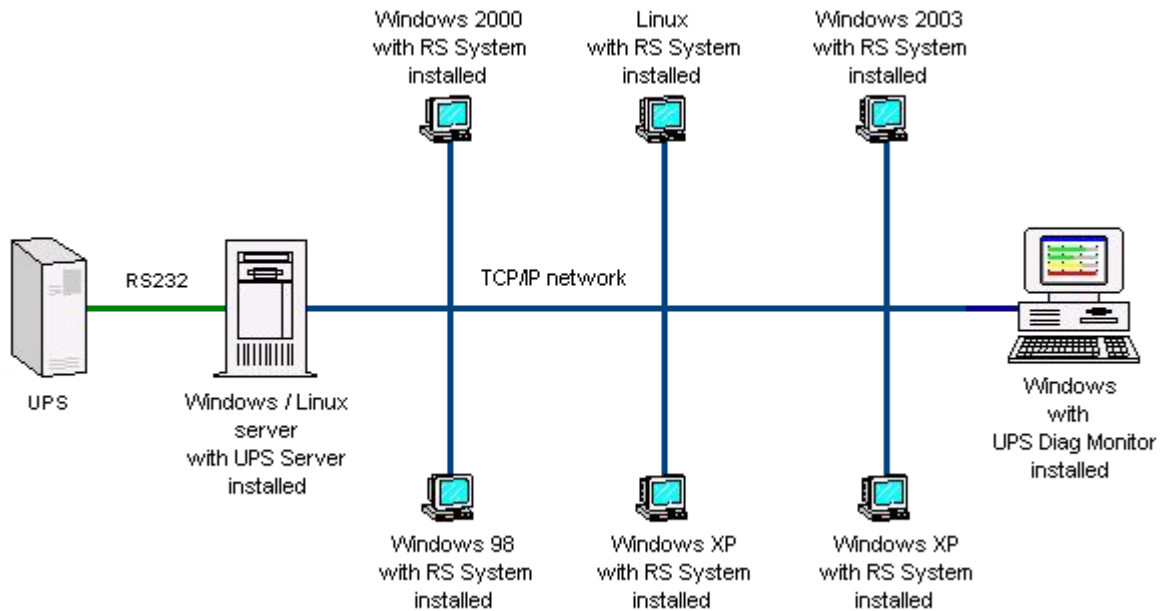 Windows 2000
with RS System
installed
Linux
with RS System
installed
Windows 2003
with RS System
installed
RS232
TCP/IP network
UPS
Windows / Linux
server
with UPS Server
installed
Windows
with
UPS Diag Monitor
installed
Windows 98
with RS System
installed
Windows XP
with RS System
installed
Windows XP
with RS System
installed